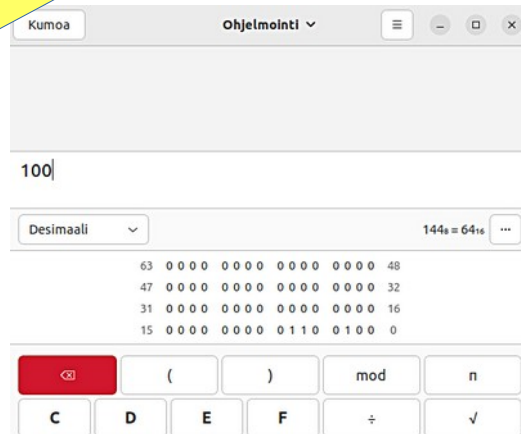 Kumoa Ohjelmointi
100
Desimaali 144₈ = 64₁₆ ...
63 0000 0000 0000 0000 48
47 0000 0000 0000 0000 32
31 0000 0000 0000 0000 16
15 0000 0000 0110 0100 0
( ) mod π
C D E F ÷ √